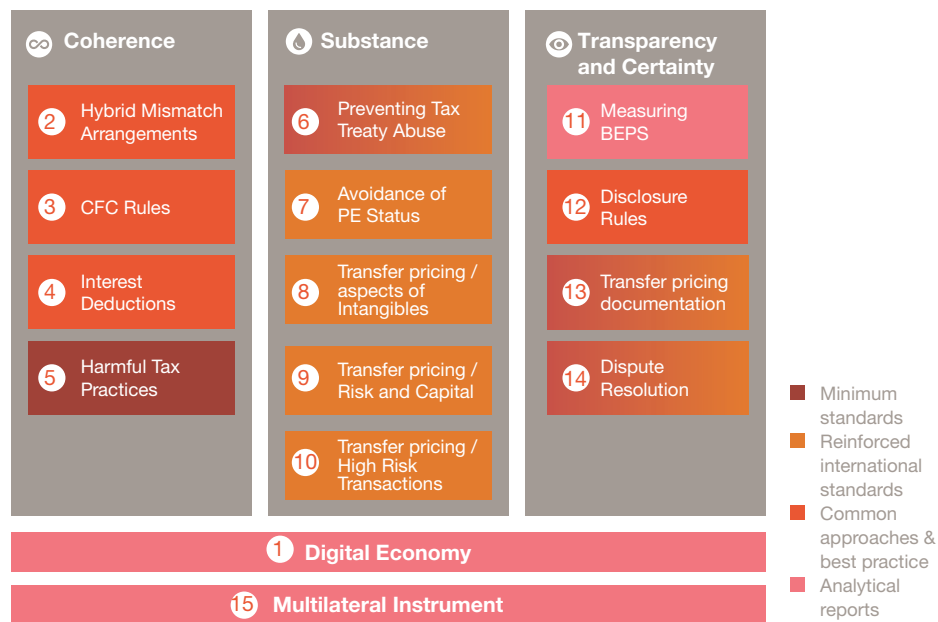 Coherence
2
Hybrid Mismatch
Arrangements
3
CFC Rules
4
Interest
Deductions
5
Harmful Tax
Practices
Substance
6
Preventing Tax
Treaty Abuse
7
Avoidance of
PE Status
8
Transfer pricing /
aspects of
Intangibles
9
Transfer pricing /
Risk and Capital
10
Transfer pricing /
High Risk
Transactions
Transparency
and Certainty
11
Measuring
BEPS
12
Disclosure
Rules
13
Transfer pricing
documentation
14
Dispute
Resolution
1 Digital Economy
15 Multilateral Instrument
Minimum
standards
Reinforced
international
standards
Common
approaches &
best practice
Analytical
reports